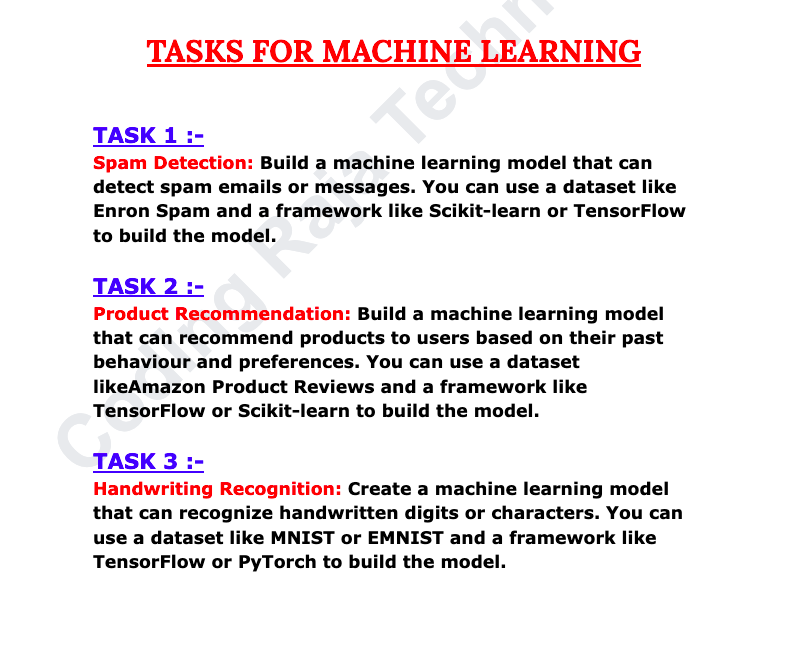 TASKS FOR MACHINE LEARNING
TASK 1 :-
Spam Detection: Build a machine learning model that can
detect spam emails or messages. You can use a dataset like
Enron Spam and a framework like Scikit-learn or TensorFlow
to build the model.
TASK 2 :-
Product Recommendation: Build a machine learning model
that can recommend products to users based on their past
behaviour and preferences. You can use a dataset
likeAmazon Product Reviews and a framework like
TensorFlow or Scikit-learn to build the model.
TASK 3 :-
Handwriting Recognition: Create a machine learning model
that can recognize handwritten digits or characters. You can
use a dataset like MNIST or EMNIST and a framework like
TensorFlow or PyTorch to build the model.
Coding Raja Techn